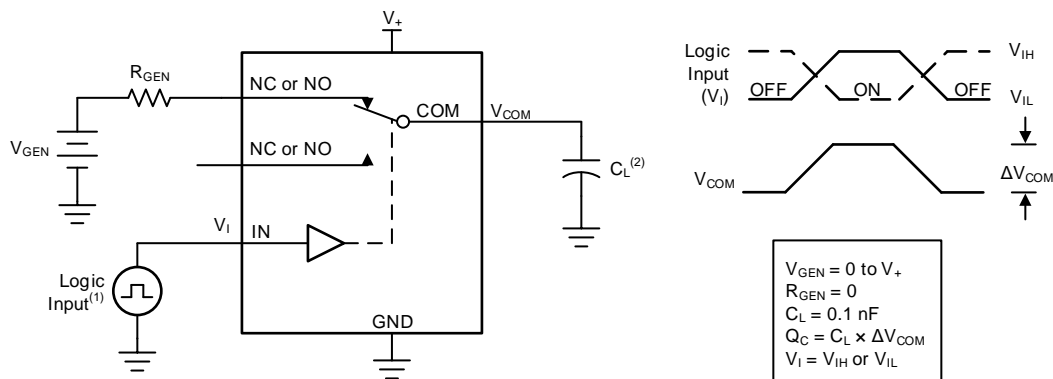 V+
RGEN
NC or NO
COM
VCOM
VGEN
NC or NO
CL(2)
VI
IN
Logic
Input(1)
GND
Logic
Input
(VI)
VIH
OFF
ON
OFF
VIL
VCOM
ΔVCOM
VGEN = 0 to V+
RGEN = 0
CL = 0.1 nF
QC = CL × ΔVCOM
VI = VIH or VIL